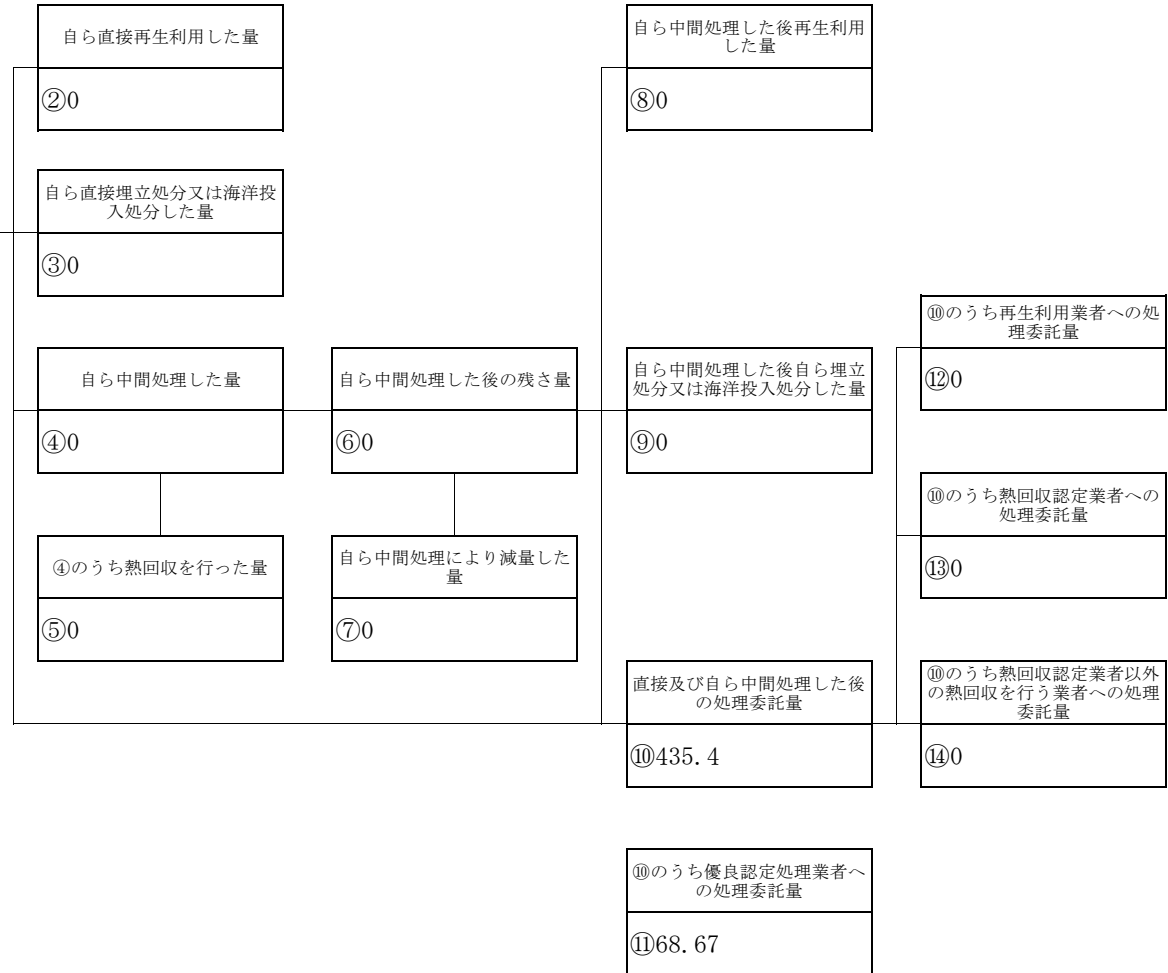 自ら直接再生利用した量
②0
自ら直接埋立処分又は海洋投
入処分した量
③0
自ら中間処理した量
④0
④のうち熱回収を行った量
⑤0
自ら中間処理した後の残さ量
⑥0
自ら中間処理により減量した
量
⑦0
自ら中間処理した後再生利用
した量
⑧0
自ら中間処理した後自ら埋立
処分又は海洋投入処分した量
⑨0
直接及び自ら中間処理した後
の処理委託量
⑩435.4
⑩のうち優良認定処理業者へ
の処理委託量
⑪68.67
⑩のうち再生利用業者への処
理委託量
⑫0
⑩のうち熱回収認定業者への
処理委託量
⑬0
⑩のうち熱回収認定業者以外
の熱回収を行う業者への処理
委託量
⑭0